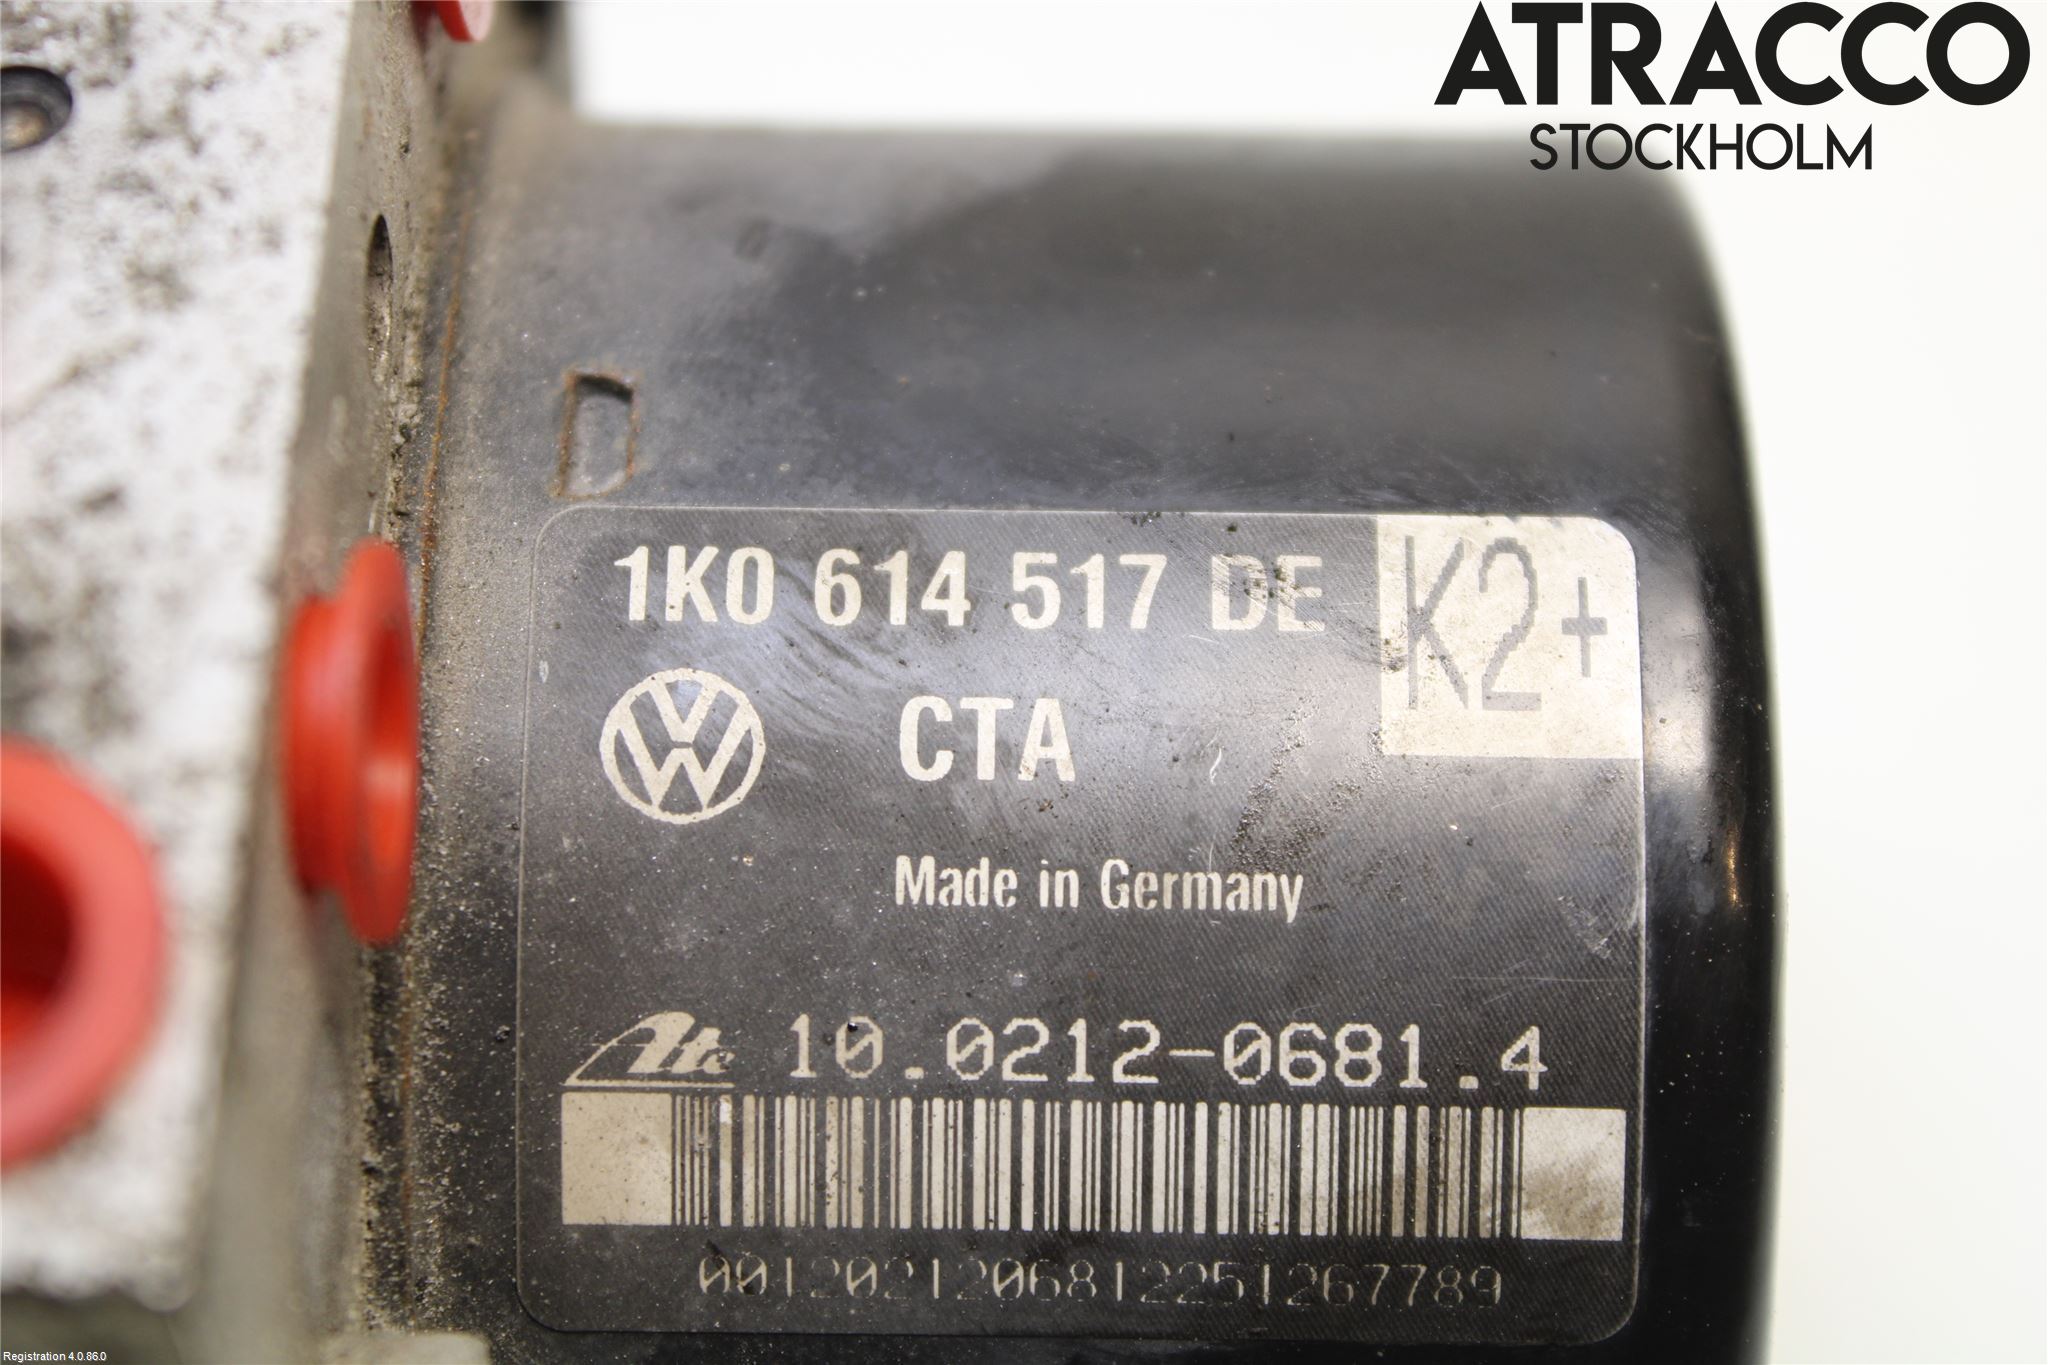 ATRACCO
STOCKHOLM
1K0 614 517 DE
K2+
CTA
Made in Germany
Ate 10.0212-0681.4
0012021206812251267789
Registration 4.0.86.0